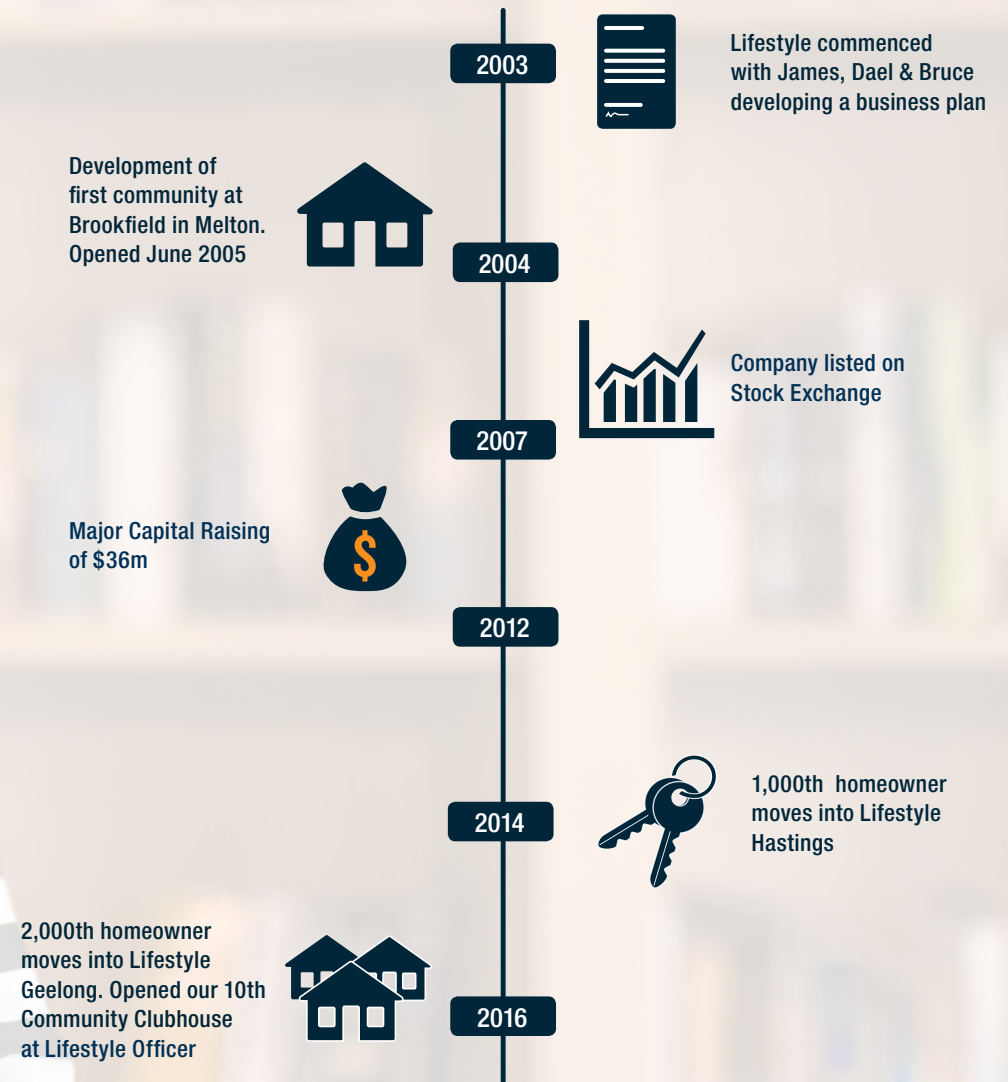 2003
Lifestyle commenced
with James, Dael & Bruce
developing a business plan
Development of
first community at
Brookfield in Melton.
Opened June 2005
2004
Company listed on
Stock Exchange
2007
Major Capital Raising
of $36m
$
2012
2014
1,000th homeowner
moves into Lifestyle
Hastings
2,000th homeowner
moves into Lifestyle
Geelong. Opened our 10th
Community Clubhouse
at Lifestyle Officer
2016